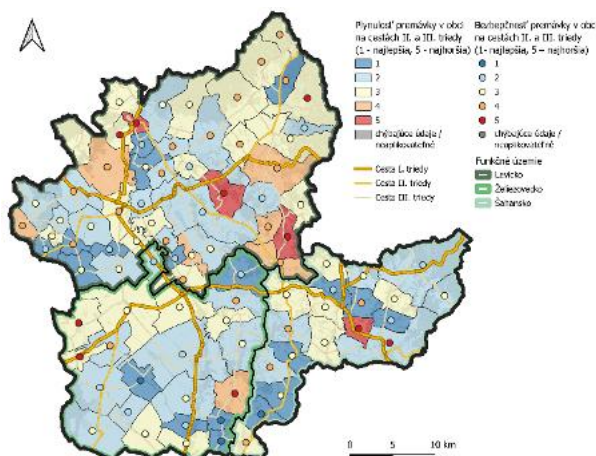 Plynulosť premávky v obci
na cestách II. a III. triedy
(1 - najlepšia, 5 - najhoršia)
1
2
3
4
5
chýbajúce údaje /
neaplikovateľné
Cesta I. triedy
Cesta II. triedy
Cesta III. triedy
Bezpečnosť premávky v obc
na cestách II. a III. triedy
(1- najlepšia, 5 - najhoršia)
1
2
3
4
5
chýbajúce údaje /
neaplikovateľné
Funkčné územie
Levicko
Želiezovecko
Šahansko
0 5 10 km